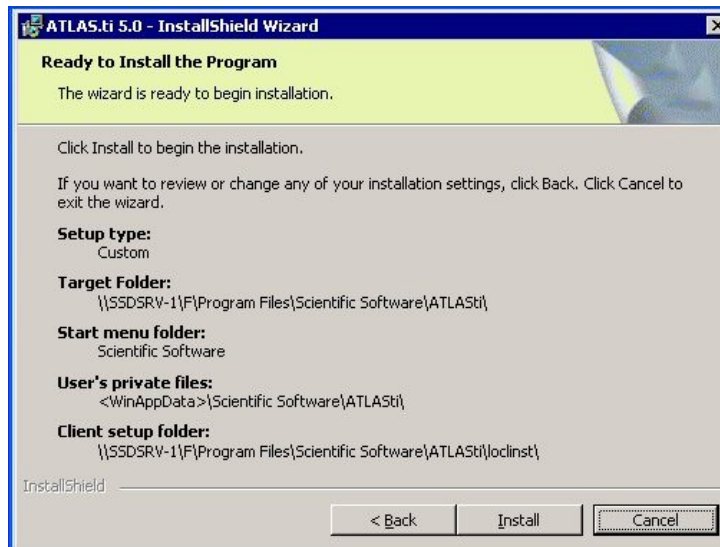 ATLAS.ti 5.0 - InstallShield Wizard
Ready to Install the Program
The wizard is ready to begin installation.
Click Install to begin the installation.
If you want to review or change any of your installation settings, click Back. Click Cancel to
exit the wizard.
Setup type:
Custom
Target Folder:
\\SSDSRV-1\F\Program Files\Scientific Software\ATLASti\
Start menu folder:
Scientific Software
User's private files:
<WinAppData>\Scientific Software\ATLASti\
Client setup folder:
\\SSDSRV-1\F\Program Files\Scientific Software\ATLASti\loclinst\
InstallShield
< Back
Install
Cancel